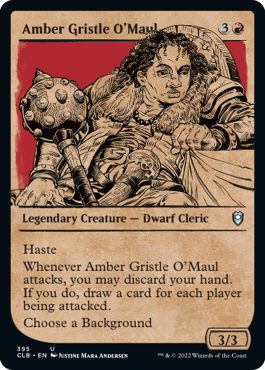 Amber Gristle O'Maul 3
Legendary Creature — Dwarf Cleric
Haste
Whenever Amber Gristle O'Maul
attacks, you may discard your hand.
If you do, draw a card for each player
being attacked.
Choose a Background
3/3
395 U
CLB • EN Justine Mara Andersen
™ & © 2022 Wizards of the Coast